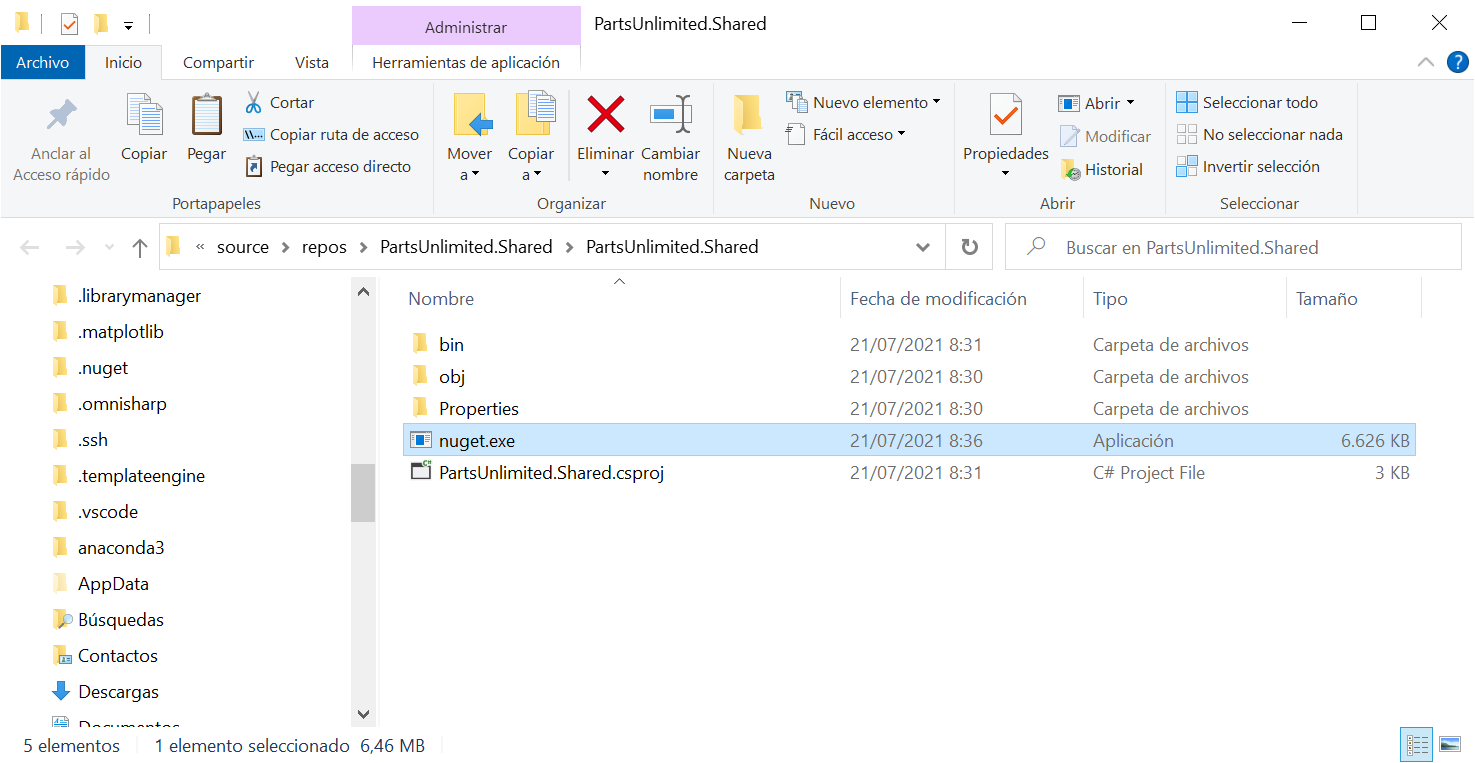 Administrar
PartsUnlimited.Shared
Archivo
Inicio
Compartir
Vista
Herramientas de aplicación
?
Anclar al
Acceso rápido
Copiar
Pegar
Cortar
Copiar ruta de acceso
Pegar acceso directo
Portapapeles
Mover
a
Copiar
a
Eliminar
Cambiar
nombre
Organizar
Nueva
carpeta
Nuevo elemento
Fácil acceso
Nuevo
Propiedades
Abrir
Modificar
Historial
Abrir
Seleccionar todo
No seleccionar nada
Invertir selección
Seleccionar
« source > repos > PartsUnlimited.Shared > PartsUnlimited.Shared
Buscar en PartsUnlimited.Shared
.librarymanager
.matplotlib
.nuget
.omnisharp
.ssh
.templateengine
.vscode
anaconda3
AppData
Búsquedas
Contactos
Descargas
Documentos
Nombre Fecha de modificación Tipo Tamaño
bin 21/07/2021 8:31 Carpeta de archivos
obj 21/07/2021 8:30 Carpeta de archivos
Properties 21/07/2021 8:30 Carpeta de archivos
nuget.exe 21/07/2021 8:36 Aplicación 6.626 KB
PartsUnlimited.Shared.csproj 21/07/2021 8:31 C# Project File 3 KB
5 elementos 1 elemento seleccionado 6,46 MB